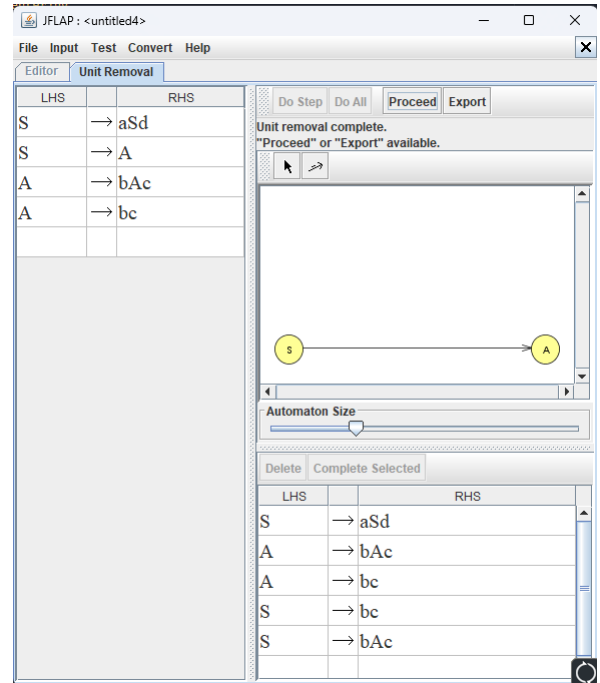 JFLAP : <untitled4>
File Input Test Convert Help
Editor Unit Removal
LHS RHS
S → aSd
S → A
A → bAc
A → bc
Do Step Do All Proceed Export
Unit removal complete.
"Proceed" or "Export" available.
S A
Automaton Size
Delete Complete Selected
LHS RHS
S → aSd
A → bAc
A → bc
S → bc
S → bAc